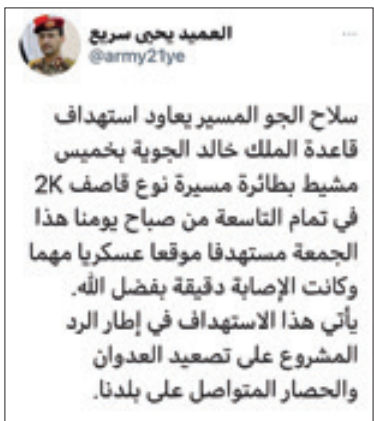 العميد يحيى سريع
@army21ye
سلاح الجو المسير يعاود استهداف
قاعدة الملك خالد الجوية بخميس
مشيط بطائرة مسيرة نوع قاصف 2K
في تمام التاسعة من صباح يومنا هذا
الجمعة مستهدفا موقعا عسكريا مهما
وكانت الإصابة دقيقة بفضل الله.
يأتي هذا الاستهداف في إطار الرد
المشروع على تصعيد العدوان
والحصار المتواصل على بلدنا.